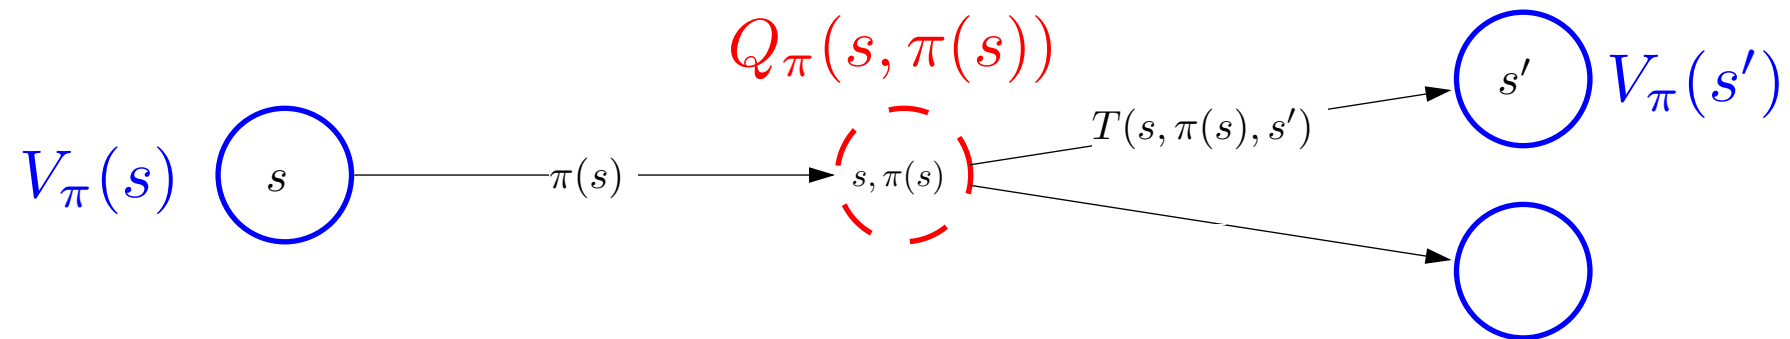 Q_π(s, π(s))
V_π(s)
s
π(s)
s, π(s)
T(s, π(s), s′)
s′
V_π(s′)